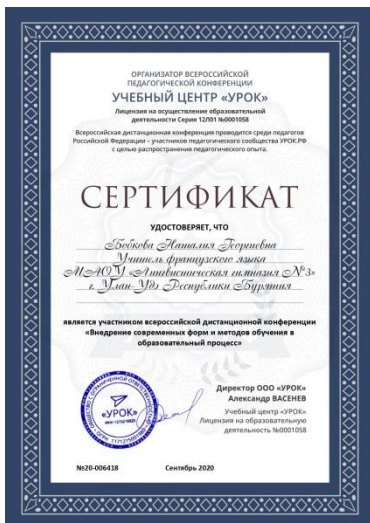 ОРГАНИЗАТОР ВСЕРОССИЙСКОЙ
ПЕДАГОГИЧЕСКОЙ КОНФЕРЕНЦИИ
УЧЕБНЫЙ ЦЕНТР «УРОК»
Лицензия на осуществление образовательной
деятельности Серия 12Л01 №0001058
Всероссийская дистанционная конференция проводится среди педагогов
Российской Федерации – участников педагогического сообщества УРОК.РФ
с целью распространения педагогического опыта.
СЕРТИФИКАТ
УДОСТОВЕРЯЕТ, ЧТО
Бобкова Наталия Георгиевна
Учитель французского языка
МАОУ «Лингвистическая гимназия №3»
г. Улан-Удэ Республики Бурятия
является участником всероссийской дистанционной конференции
«Внедрение современных форм и методов обучения в
образовательный процесс»
Директор ООО «УРОК»
Александр ВАСЕНЕВ
Учебный центр «УРОК»
Лицензия на образовательную
деятельность №0001058
«УРОК»
№20-006418 Сентябрь 2020